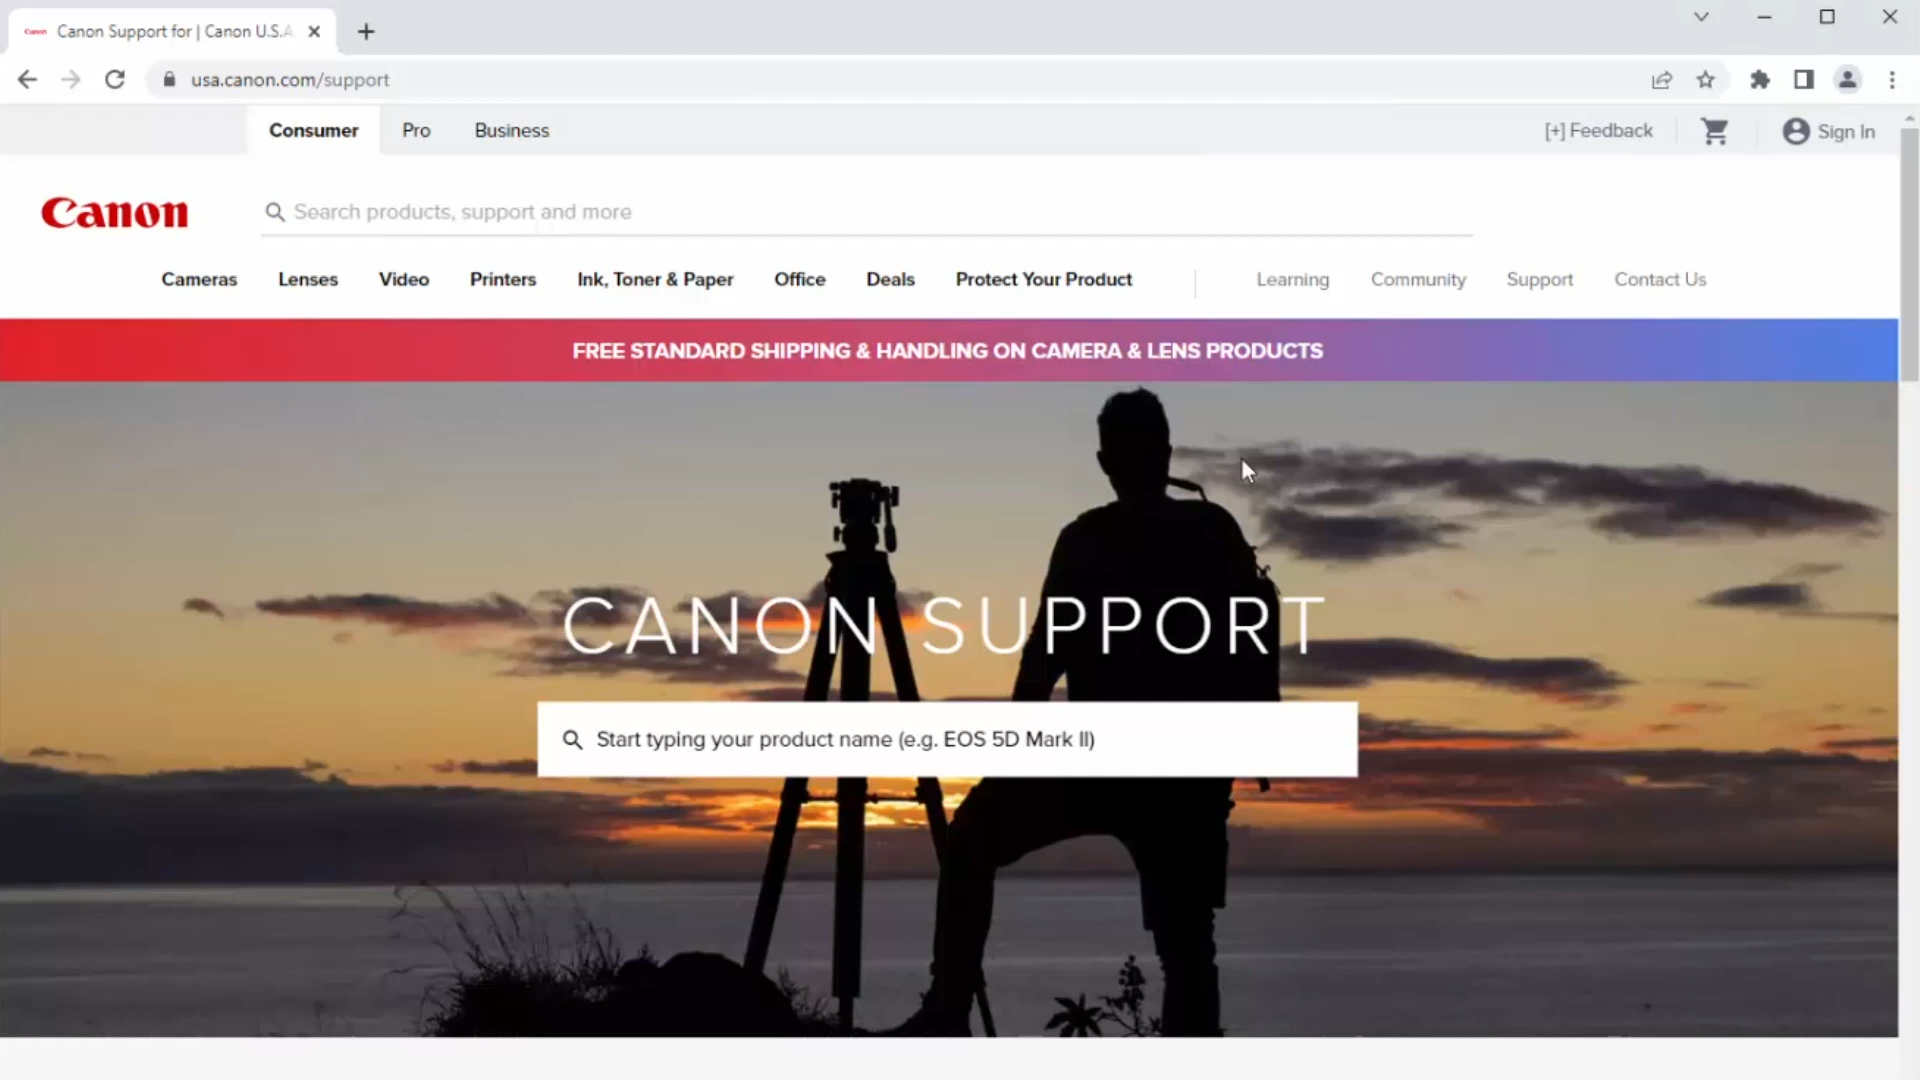 Canon Support for | Canon U.S.A
usa.canon.com/support
Consumer Pro Business [+] Feedback Sign In
Canon Search products, support and more
Cameras Lenses Video Printers Ink, Toner & Paper Office Deals Protect Your Product Learning Community Support Contact Us
FREE STANDARD SHIPPING & HANDLING ON CAMERA & LENS PRODUCTS
CANON SUPPORT
Start typing your product name (e.g. EOS 5D Mark II)